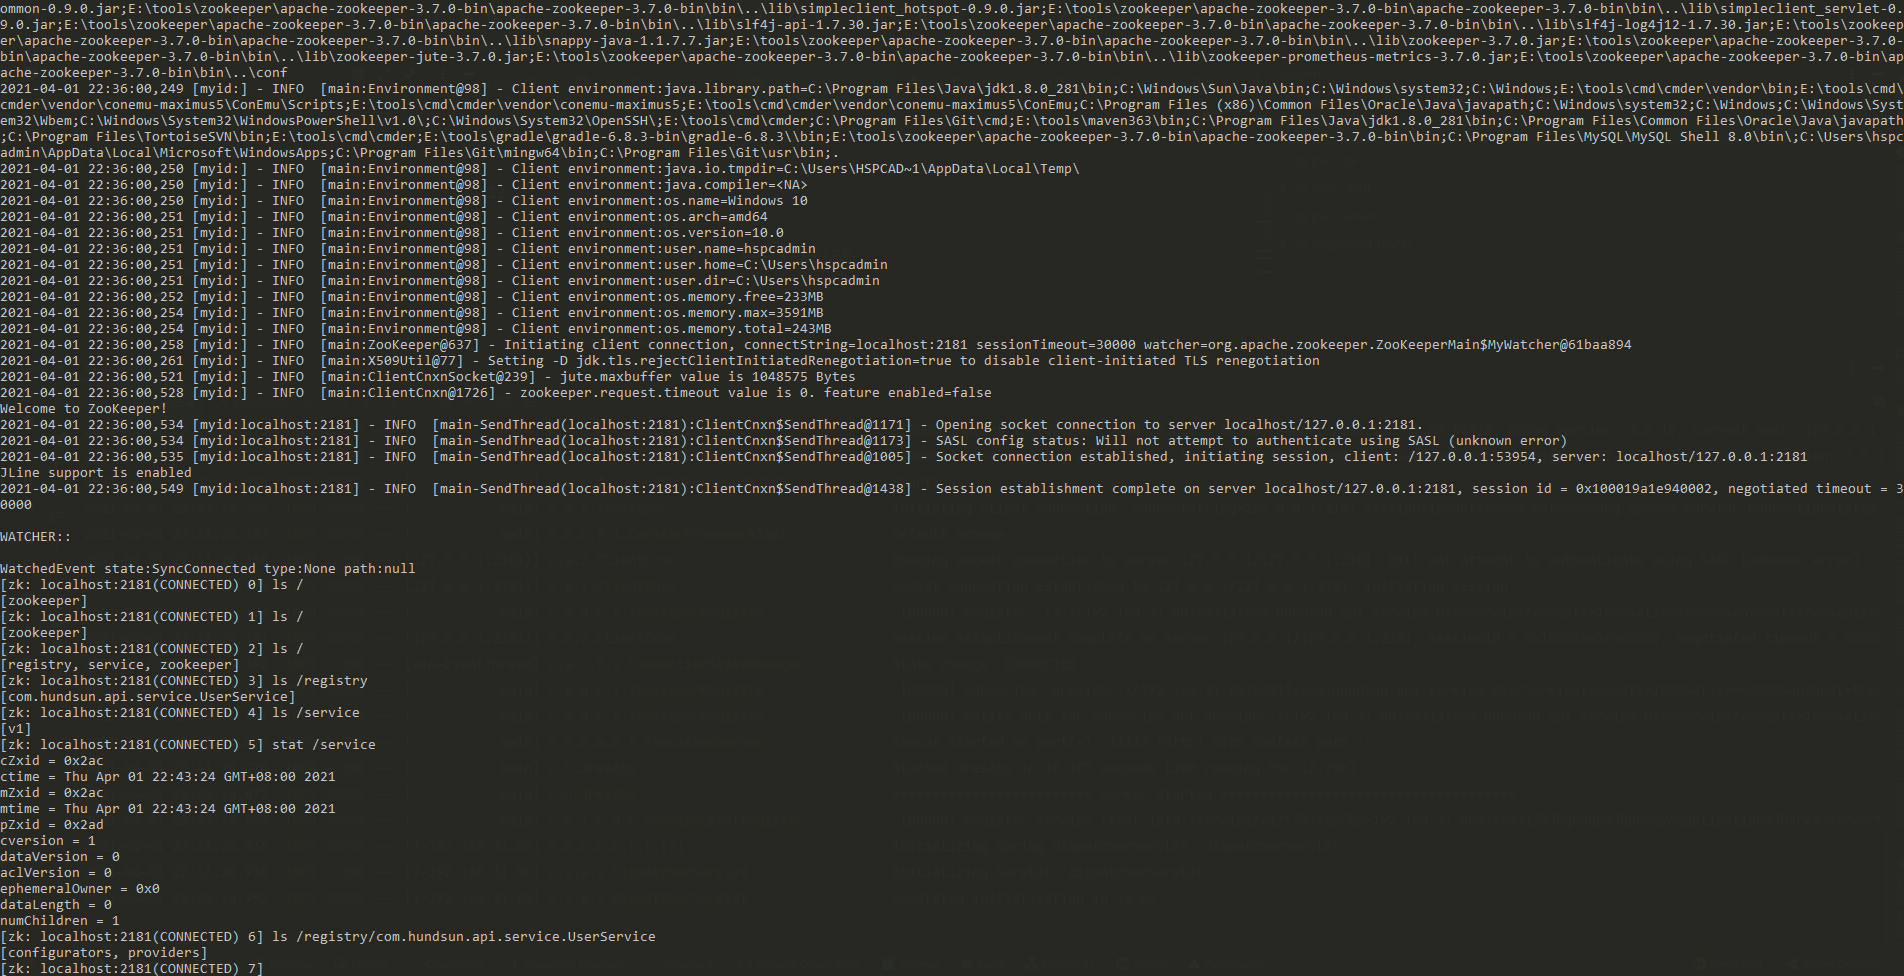 ommon-0.9.0.jar;E:\tools\zookeeper\apache-zookeeper-3.7.0-bin\apache-zookeeper-3.7.0-bin\bin\..\lib\simpleclient_hotspot-0.9.0.jar;E:\tools\zookeeper\apache-zookeeper-3.7.0-bin\apache-zookeeper-3.7.0-bin\bin\..\lib\simpleclient_servlet-0.
9.0.jar;E:\tools\zookeeper\apache-zookeeper-3.7.0-bin\apache-zookeeper-3.7.0-bin\bin\..\lib\slf4j-api-1.7.30.jar;E:\tools\zookeeper\apache-zookeeper-3.7.0-bin\apache-zookeeper-3.7.0-bin\bin\..\lib\slf4j-log4j12-1.7.30.jar;E:\tools\zookeep
er\apache-zookeeper-3.7.0-bin\apache-zookeeper-3.7.0-bin\bin\..\lib\snappy-java-1.1.7.7.jar;E:\tools\zookeeper\apache-zookeeper-3.7.0-bin\apache-zookeeper-3.7.0-bin\bin\..\lib\zookeeper-3.7.0.jar;E:\tools\zookeeper\apache-zookeeper-3.7.0-
bin\apache-zookeeper-3.7.0-bin\bin\..\lib\zookeeper-jute-3.7.0.jar;E:\tools\zookeeper\apache-zookeeper-3.7.0-bin\apache-zookeeper-3.7.0-bin\bin\..\lib\zookeeper-prometheus-metrics-3.7.0.jar;E:\tools\zookeeper\apache-zookeeper-3.7.0-bin\ap
ache-zookeeper-3.7.0-bin\bin\..\conf
2021-04-01 22:36:00,249 [myid:] - INFO  [main:Environment@98] - Client environment:java.library.path=C:\Program Files\Java\jdk1.8.0_281\bin;C:\Windows\Sun\Java\bin;C:\Windows\system32;C:\Windows;E:\tools\cmd\cmder\vendor\bin;E:\tools\cmd\
cmder\vendor\conemu-maximus5\ConEmu\Scripts;E:\tools\cmd\cmder\vendor\conemu-maximus5;E:\tools\cmd\cmder\vendor\conemu-maximus5\ConEmu;C:\Program Files (x86)\Common Files\Oracle\Java\javapath;C:\Windows\system32;C:\Windows;C:\Windows\Syst
em32\Wbem;C:\Windows\System32\WindowsPowerShell\v1.0\;C:\Windows\System32\OpenSSH\;E:\tools\cmd\cmder;C:\Program Files\Git\cmd;E:\tools\maven363\bin;C:\Program Files\Java\jdk1.8.0_281\bin;C:\Program Files\Common Files\Oracle\Java\javapath
;C:\Program Files\TortoiseSVN\bin;E:\tools\cmd\cmder;E:\tools\gradle\gradle-6.8.3-bin\gradle-6.8.3\\bin;E:\tools\zookeeper\apache-zookeeper-3.7.0-bin\apache-zookeeper-3.7.0-bin\bin;C:\Program Files\MySQL\MySQL Shell 8.0\bin\;C:\Users\hspc
admin\AppData\Local\Microsoft\WindowsApps;C:\Program Files\Git\mingw64\bin;C:\Program Files\Git\usr\bin;.
2021-04-01 22:36:00,250 [myid:] - INFO  [main:Environment@98] - Client environment:java.io.tmpdir=C:\Users\HSPCAD~1\AppData\Local\Temp\
2021-04-01 22:36:00,250 [myid:] - INFO  [main:Environment@98] - Client environment:java.compiler=<NA>
2021-04-01 22:36:00,250 [myid:] - INFO  [main:Environment@98] - Client environment:os.name=Windows 10
2021-04-01 22:36:00,251 [myid:] - INFO  [main:Environment@98] - Client environment:os.arch=amd64
2021-04-01 22:36:00,251 [myid:] - INFO  [main:Environment@98] - Client environment:os.version=10.0
2021-04-01 22:36:00,251 [myid:] - INFO  [main:Environment@98] - Client environment:user.name=hspcadmin
2021-04-01 22:36:00,251 [myid:] - INFO  [main:Environment@98] - Client environment:user.home=C:\Users\hspcadmin
2021-04-01 22:36:00,251 [myid:] - INFO  [main:Environment@98] - Client environment:user.dir=C:\Users\hspcadmin
2021-04-01 22:36:00,252 [myid:] - INFO  [main:Environment@98] - Client environment:os.memory.free=233MB
2021-04-01 22:36:00,254 [myid:] - INFO  [main:Environment@98] - Client environment:os.memory.max=3591MB
2021-04-01 22:36:00,254 [myid:] - INFO  [main:Environment@98] - Client environment:os.memory.total=243MB
2021-04-01 22:36:00,258 [myid:] - INFO  [main:ZooKeeper@637] - Initiating client connection, connectString=localhost:2181 sessionTimeout=30000 watcher=org.apache.zookeeper.ZooKeeperMain$MyWatcher@61baa894
2021-04-01 22:36:00,261 [myid:] - INFO  [main:X509Util@77] - Setting -D jdk.tls.rejectClientInitiatedRenegotiation=true to disable client-initiated TLS renegotiation
2021-04-01 22:36:00,521 [myid:] - INFO  [main:ClientCnxnSocket@239] - jute.maxbuffer value is 1048575 Bytes
2021-04-01 22:36:00,528 [myid:] - INFO  [main:ClientCnxn@1726] - zookeeper.request.timeout value is 0. feature enabled=false
Welcome to ZooKeeper!
2021-04-01 22:36:00,534 [myid:localhost:2181] - INFO  [main-SendThread(localhost:2181):ClientCnxn$SendThread@1171] - Opening socket connection to server localhost/127.0.0.1:2181.
2021-04-01 22:36:00,534 [myid:localhost:2181] - INFO  [main-SendThread(localhost:2181):ClientCnxn$SendThread@1173] - SASL config status: Will not attempt to authenticate using SASL (unknown error)
2021-04-01 22:36:00,535 [myid:localhost:2181] - INFO  [main-SendThread(localhost:2181):ClientCnxn$SendThread@1005] - Socket connection established, initiating session, client: /127.0.0.1:53954, server: localhost/127.0.0.1:2181
JLine support is enabled
2021-04-01 22:36:00,549 [myid:localhost:2181] - INFO  [main-SendThread(localhost:2181):ClientCnxn$SendThread@1438] - Session establishment complete on server localhost/127.0.0.1:2181, session id = 0x100019a1e940002, negotiated timeout = 3
0000
WATCHER::
WatchedEvent state:SyncConnected type:None path:null
[zk: localhost:2181(CONNECTED) 0] ls /
[zookeeper]
[zk: localhost:2181(CONNECTED) 1] ls /
[zookeeper]
[zk: localhost:2181(CONNECTED) 2] ls /
[registry, service, zookeeper]
[zk: localhost:2181(CONNECTED) 3] ls /registry
[com.hundsun.api.service.UserService]
[zk: localhost:2181(CONNECTED) 4] ls /service
[v1]
[zk: localhost:2181(CONNECTED) 5] stat /service
cZxid = 0x2ac
ctime = Thu Apr 01 22:43:24 GMT+08:00 2021
mZxid = 0x2ac
mtime = Thu Apr 01 22:43:24 GMT+08:00 2021
pZxid = 0x2ad
cversion = 1
dataVersion = 0
aclVersion = 0
ephemeralOwner = 0x0
dataLength = 0
numChildren = 1
[zk: localhost:2181(CONNECTED) 6] ls /registry/com.hundsun.api.service.UserService
[configurators, providers]
[zk: localhost:2181(CONNECTED) 7]